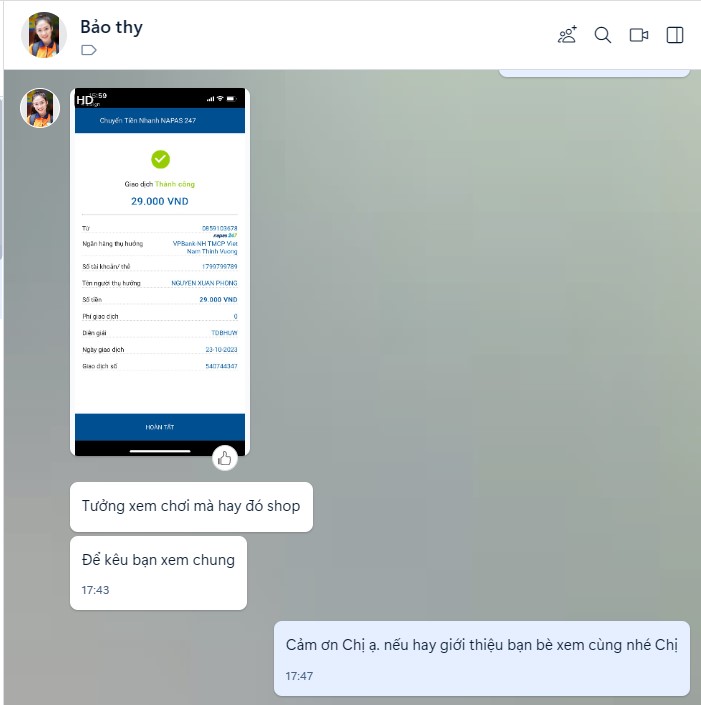 Bảo thy
HD
:59
Chuyển Tiền Nhanh NAPAS 247
Giao dịch Thành công
29.000 VND
Từ 0859103678
napas 247
Ngân hàng thụ hưởng VPBank-NH TMCP Viet
Nam Thinh Vuong
Số tài khoản/ thẻ 1799799789
Tên người thụ hưởng NGUYEN XUAN PHONG
Số tiền 29.000 VND
Phí giao dịch 0
Diễn giải TDBHUW
Ngày giao dịch 23-10-2023
Giao dịch số 540744347
HOÀN TẤT
Tưởng xem chơi mà hay đó shop
Để kêu bạn xem chung
17:43
Cảm ơn Chị ạ. nếu hay giới thiệu bạn bè xem cùng nhé Chị
17:47